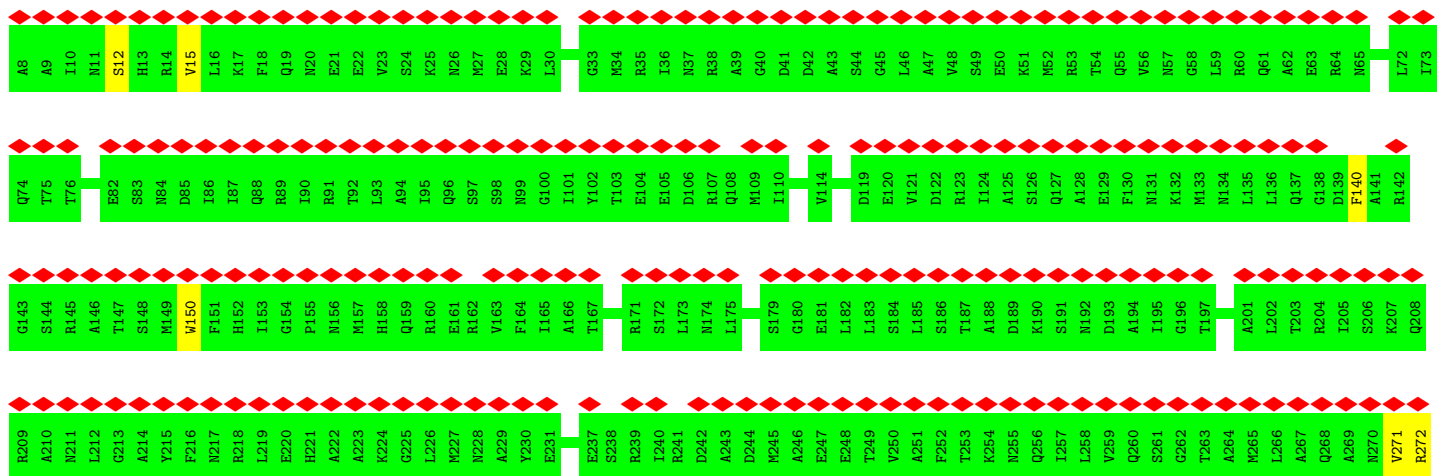 A8 A9 I10 N11 S12 H13 R14 V15 L16 K17 F18 Q19 N20 E21 E22 V23 S24 K25 N26 M27 E28 K29 L30 G33 M34 R35 I36 N37 R38 A39 G40 D41 D42 A43 S44 G45 L46 A47 V48 S49 E50 K51 M52 R53 T54 Q55 V56 N57 G58 L59 R60 Q61 A62 E63 R64 N65 L72 I73
Q74 T75 T76 E82 S83 N84 D85 I86 I87 Q88 R89 I90 R91 T92 L93 A94 I95 Q96 S97 S98 N99 G100 I101 Y102 T103 E104 E105 D106 R107 Q108 M109 I110 V114 D119 E120 V121 D122 R123 I124 A125 S126 Q127 A128 E129 F130 N131 K132 M133 N134 L135 L136 Q137 G138 D139 F140 A141 R142
G143 S144 R145 A146 T147 S148 M149 W150 F151 H152 I153 G154 P155 N156 M157 H158 Q159 R160 E161 R162 V163 F164 I165 A166 T167 R171 S172 L173 N174 L175 S179 G180 E181 L182 L183 S184 L185 S186 T187 A188 D189 K190 S191 N192 D193 A194 I195 G196 T197 A201 L202 T203 R204 I205 S206 K207 Q208
R209 A210 N211 L212 G213 A214 Y215 F216 N217 R218 L219 E220 H221 A222 A223 K224 G225 L226 M227 N228 A229 Y230 E231 E237 S238 R239 I240 R241 D242 A243 D244 M245 A246 E247 E248 T249 V250 A251 F252 T253 K254 N255 Q256 I257 L258 V259 Q260 S261 G262 T263 A264 M265 L266 A267 Q268 A269 N270 V271 R272